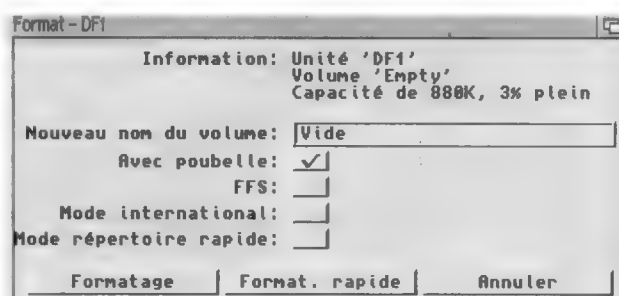 Format - DF1
Information: Unité 'DF1'
Volume 'Empty'
Capacité de 880K, 3% plein
Nouveau nom du volume: Vide
Avec poubelle:
FFS:
Mode international:
Mode répertoire rapide:
Formatage Format. rapide Annuler